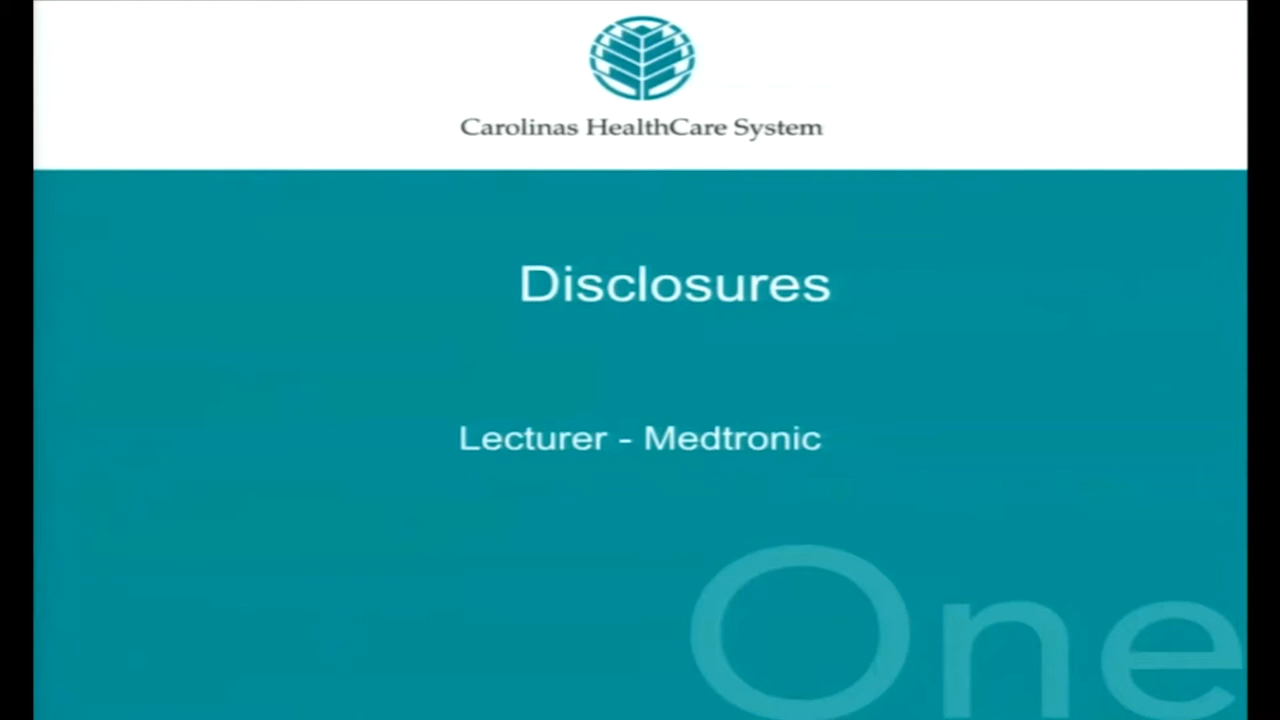 Carolinas HealthCare System
Disclosures
Lecturer - Medtronic
One